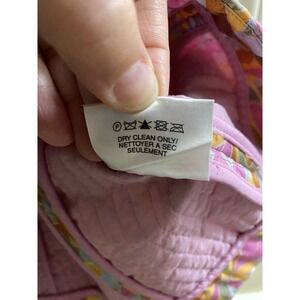 P
DRY CLEAN ONLY/
NETTOYER A SEC
SEULEMENT